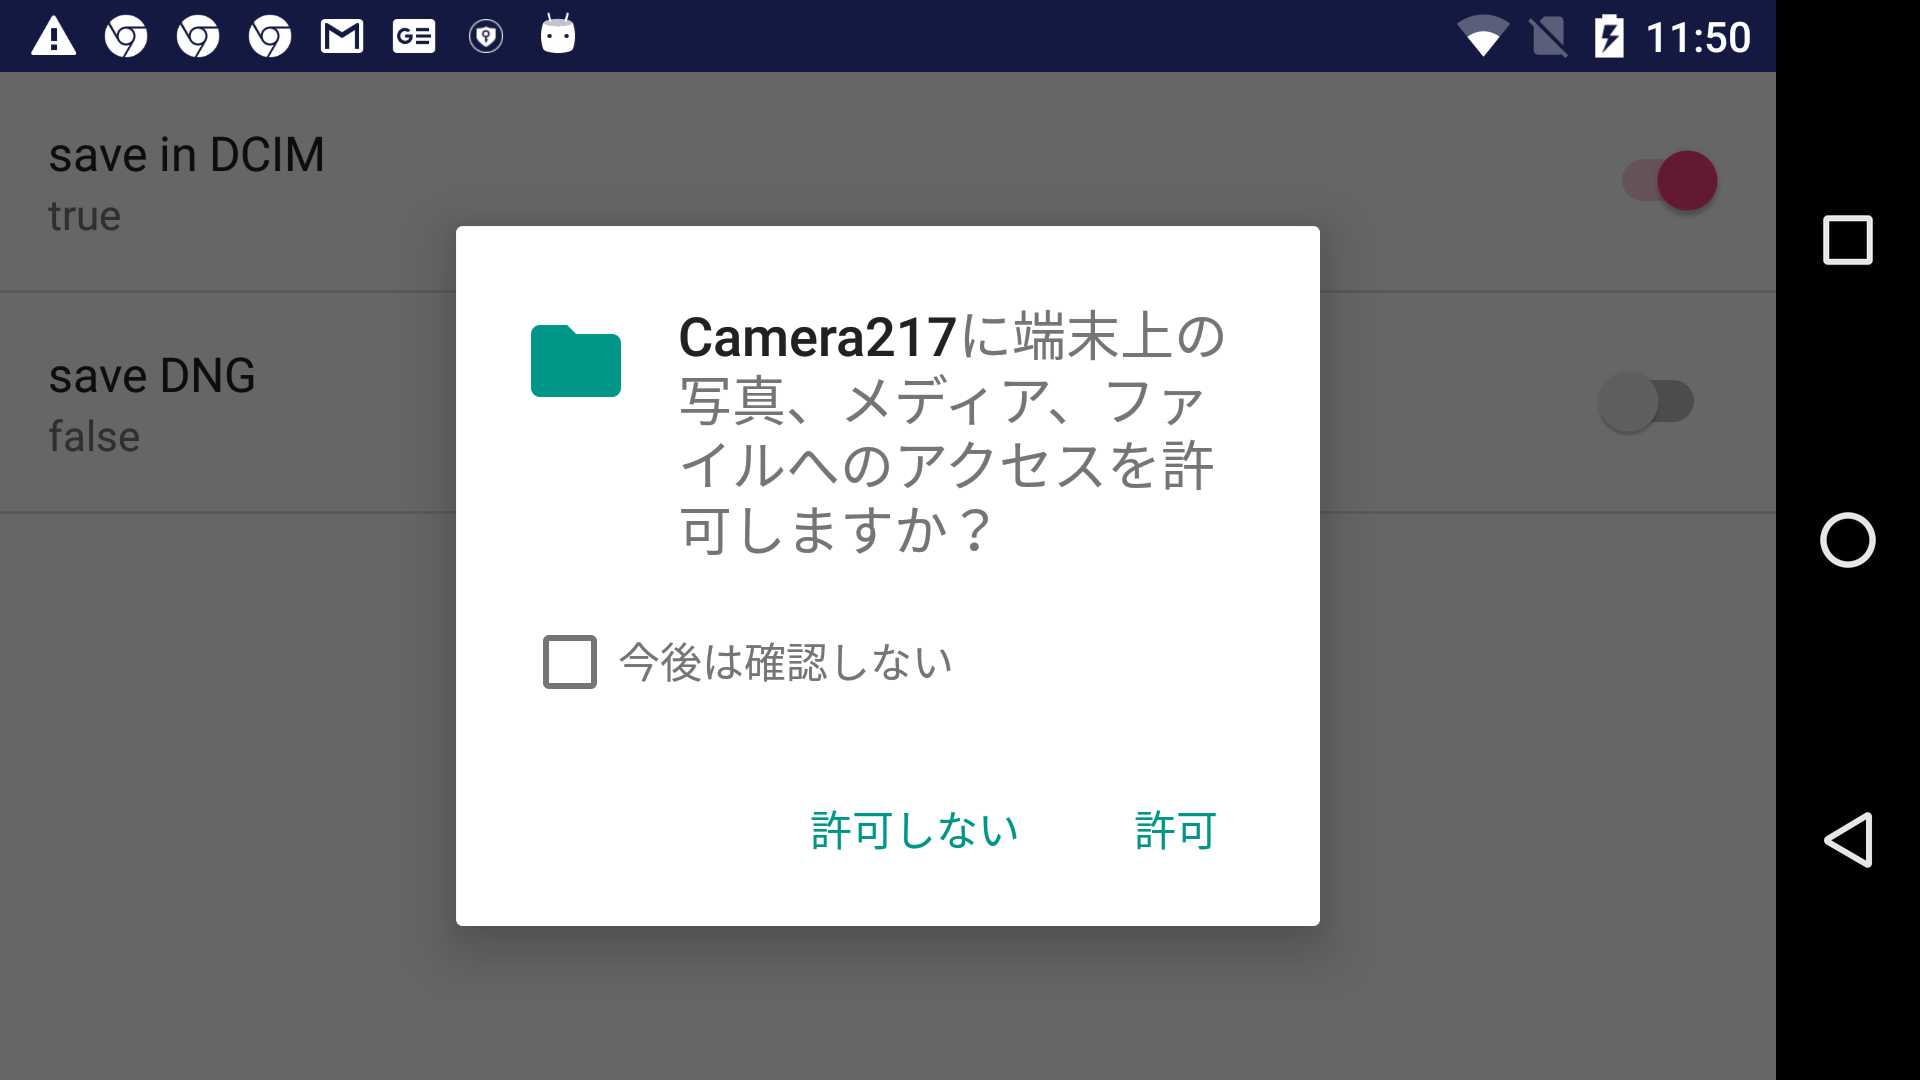 11:50
save in DCIM
true
save DNG
false
Camera217に端末上の
写真、メディア、ファ
イルへのアクセスを許
可しますか？
今後は確認しない
許可しない
許可